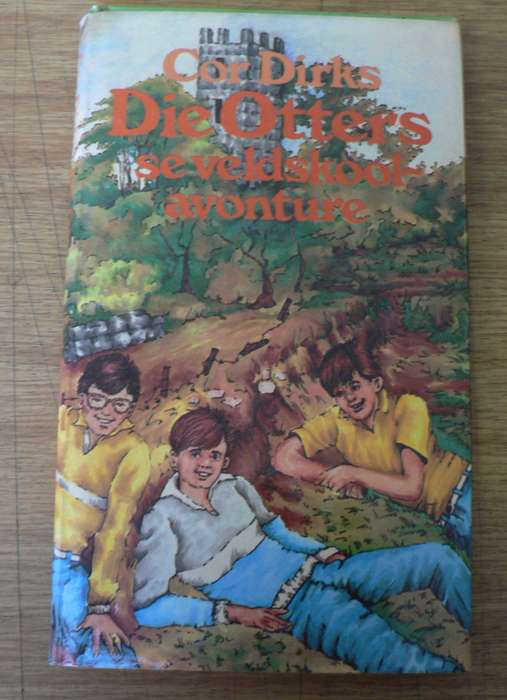 Cor Dirks
Die Otters
se veldskool-
avonture